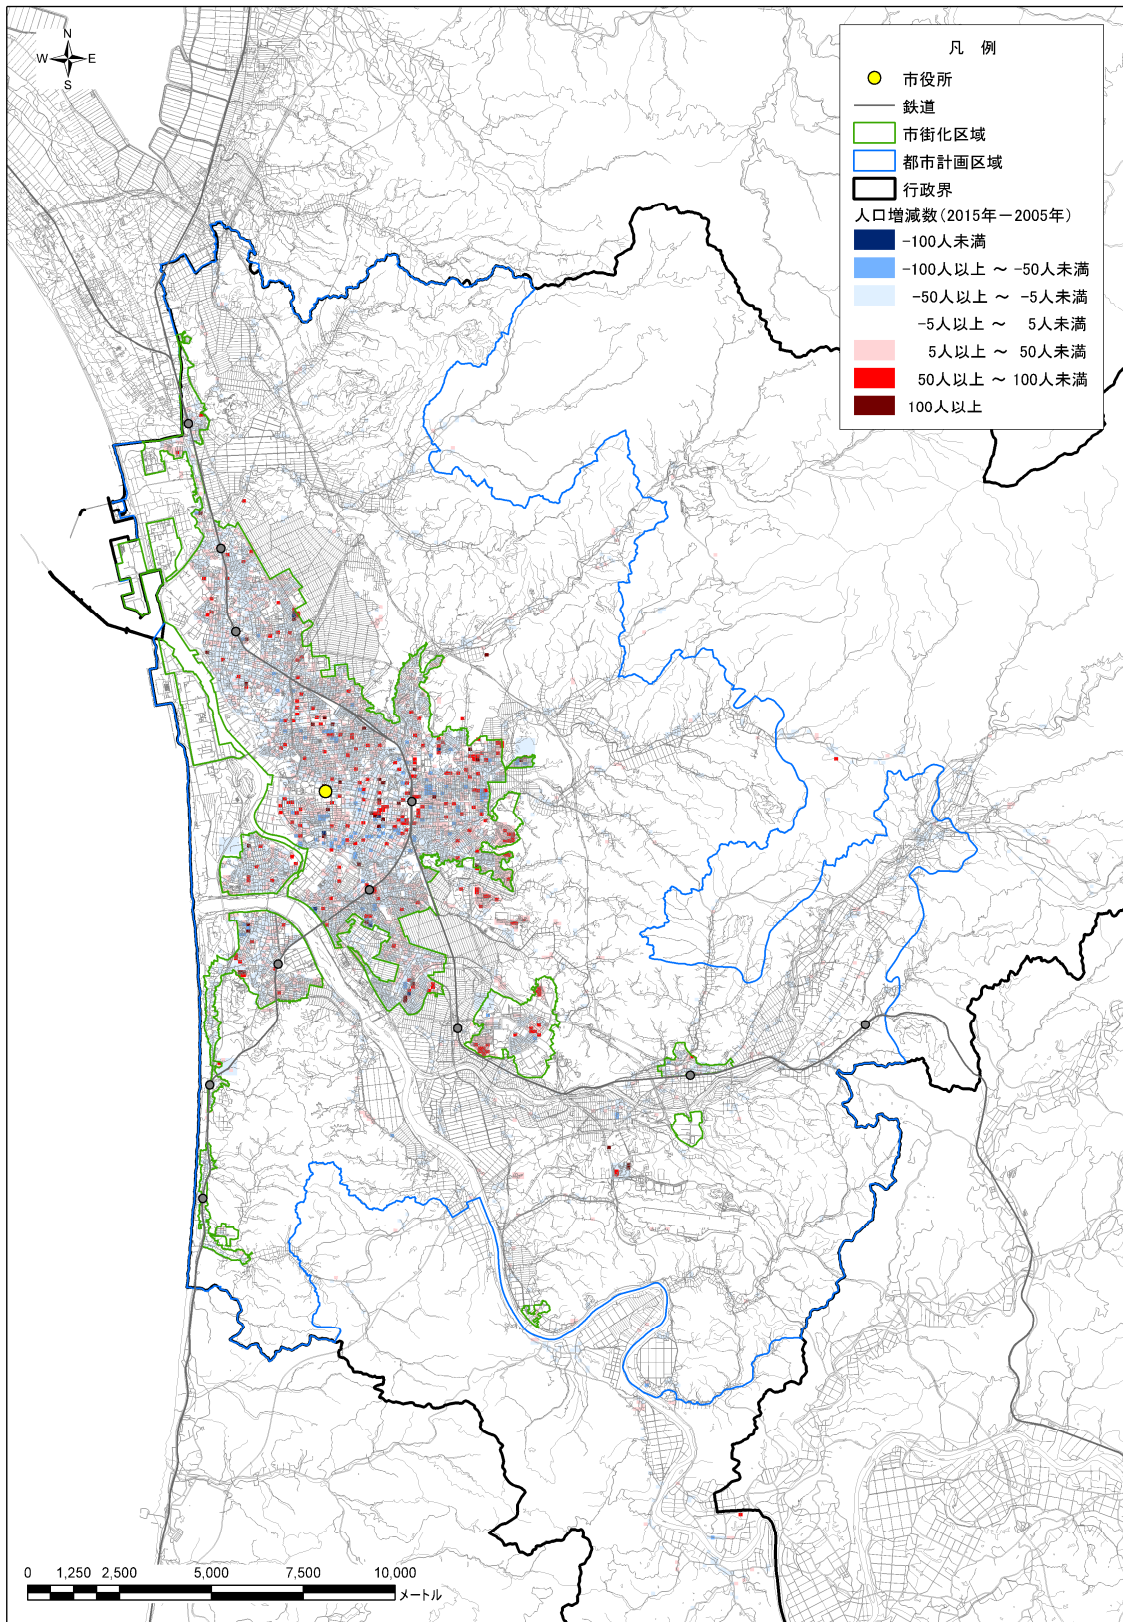 N
W E
S
凡 例
市役所
鉄道
市街化区域
都市計画区域
行政界
人口増減数(2015年－2005年)
-100人未満
-100人以上 ～ -50人未満
-50人以上 ～ -5人未満
-5人以上 ～ 5人未満
5人以上 ～ 50人未満
50人以上 ～ 100人未満
100人以上
0 1,250 2,500 5,000 7,500 10,000
メートル